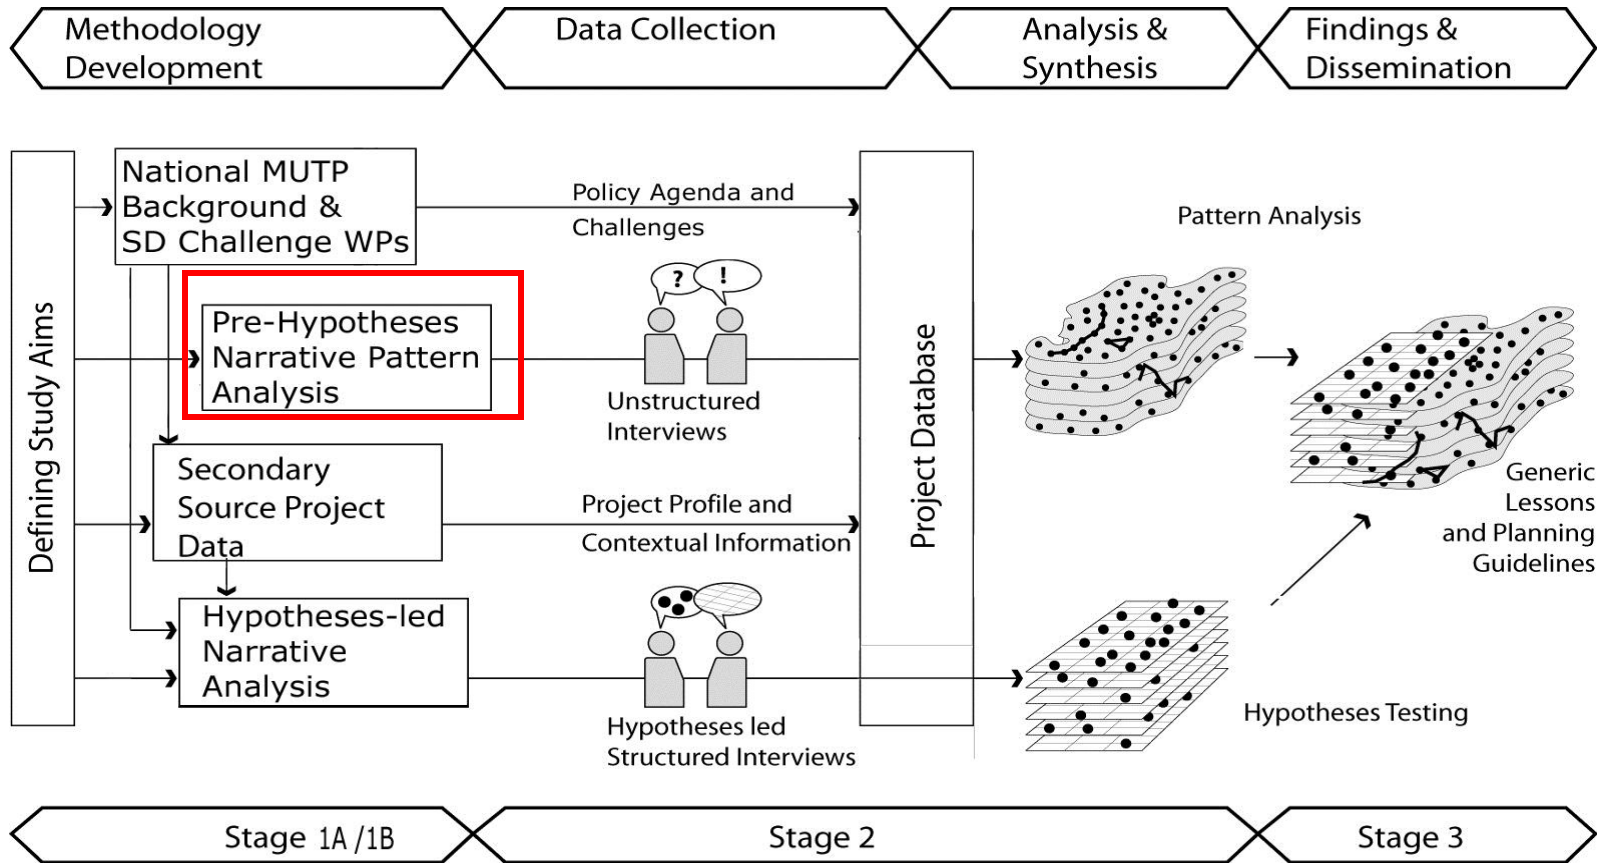 Methodology
Development
Data Collection
Analysis &
Synthesis
Findings &
Dissemination
Defining Study Aims
National MUTP
Background &
SD Challenge WPs
Policy Agenda and
Challenges
Pre-Hypotheses
Narrative Pattern
Analysis
?
!
Unstructured
Interviews
Secondary
Source Project
Data
Project Profile and
Contextual Information
Hypotheses-led
Narrative
Analysis
Hypotheses led
Structured Interviews
Project Database
Pattern Analysis
Generic
Lessons
and Planning
Guidelines
Hypotheses Testing
Stage 1A /1B
Stage 2
Stage 3